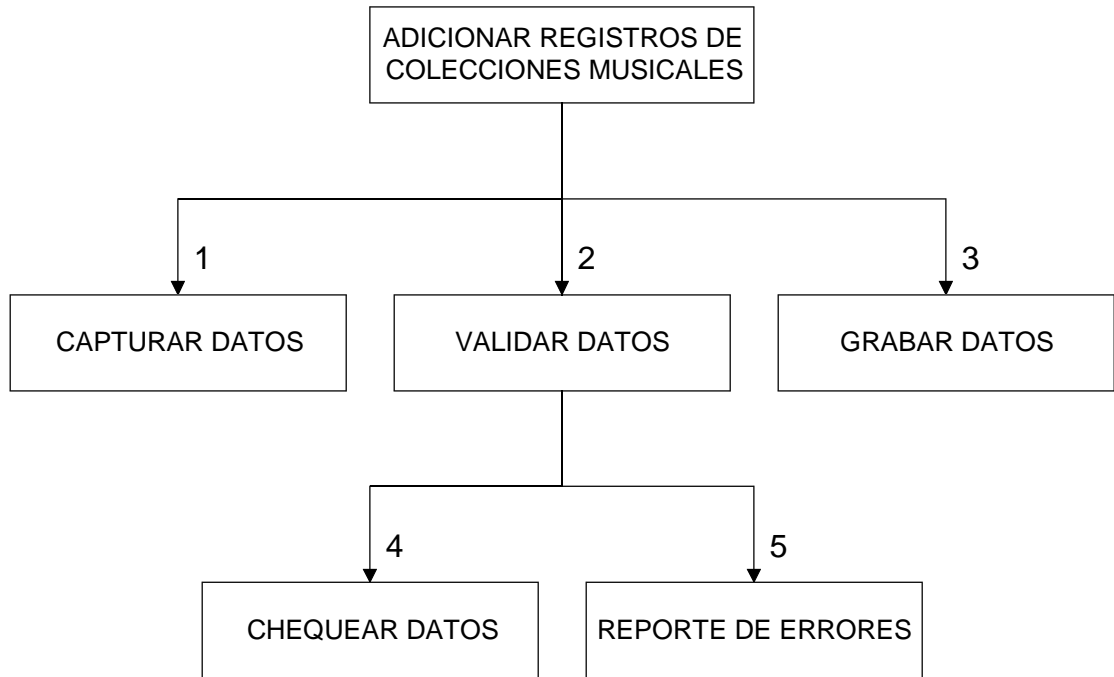 ADICIONAR REGISTROS DE
COLECCIONES MUSICALES
1
2
3
CAPTURAR DATOS
VALIDAR DATOS
GRABAR DATOS
4
5
CHEQUEAR DATOS
REPORTE DE ERRORES